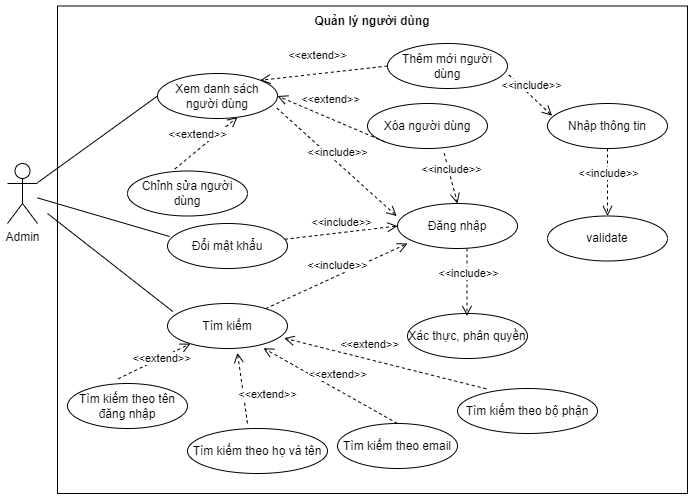 Quản lý người dùng
<<extend>>
Thêm mới người
dùng
Xem danh sách
người dùng
<<include>>
<<extend>>
Xóa người dùng
Nhập thông tin
<<extend>>
<<include>>
<<include>>
<<include>>
Chỉnh sửa người
dùng
Admin
<<include>>
Đăng nhập
Đổi mật khẩu
validate
<<include>>
<<include>>
Tìm kiếm
Xác thực, phân quyền
<<extend>>
<<extend>>
<<extend>>
<<extend>>
Tìm kiếm theo tên
đăng nhập
Tìm kiếm theo bộ phận
Tìm kiếm theo họ và tên
Tìm kiếm theo email